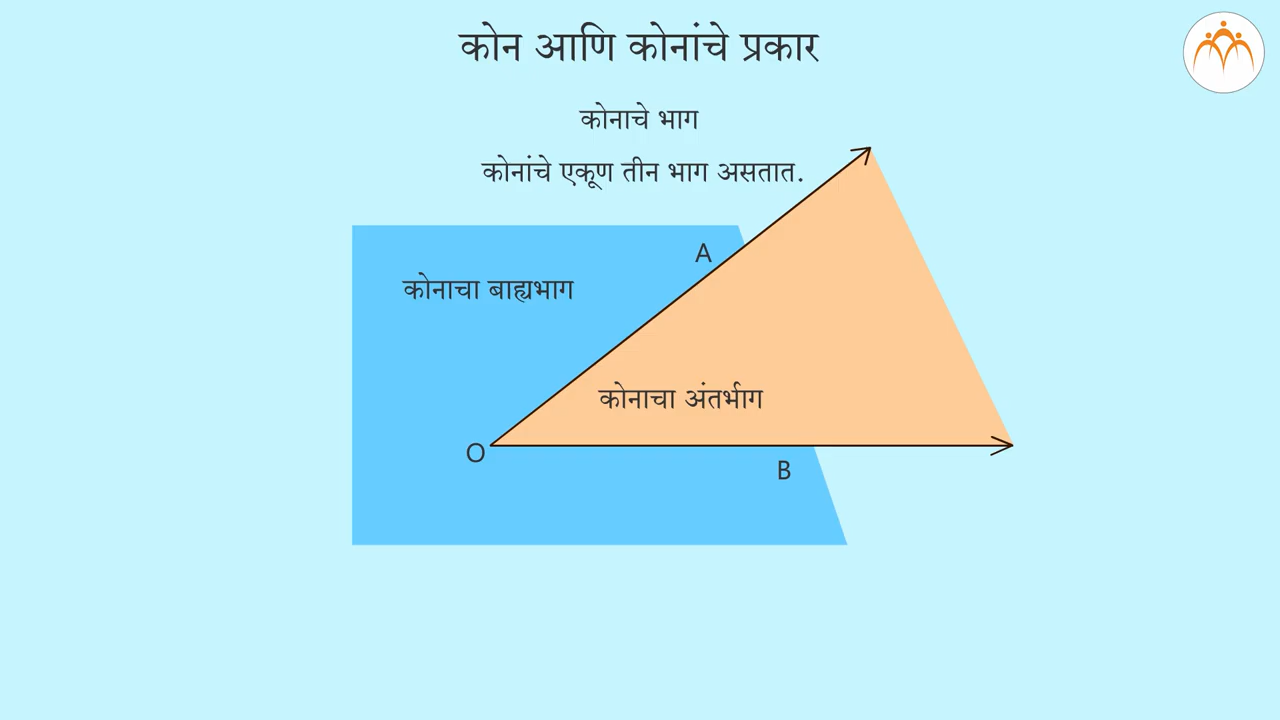 कोन आणि कोनांचे प्रकार
कोनाचे भाग
कोनांचे एकूण तीन भाग असतात.
A
कोनाचा बाह्यभाग
कोनाचा अंतर्भाग
O
B